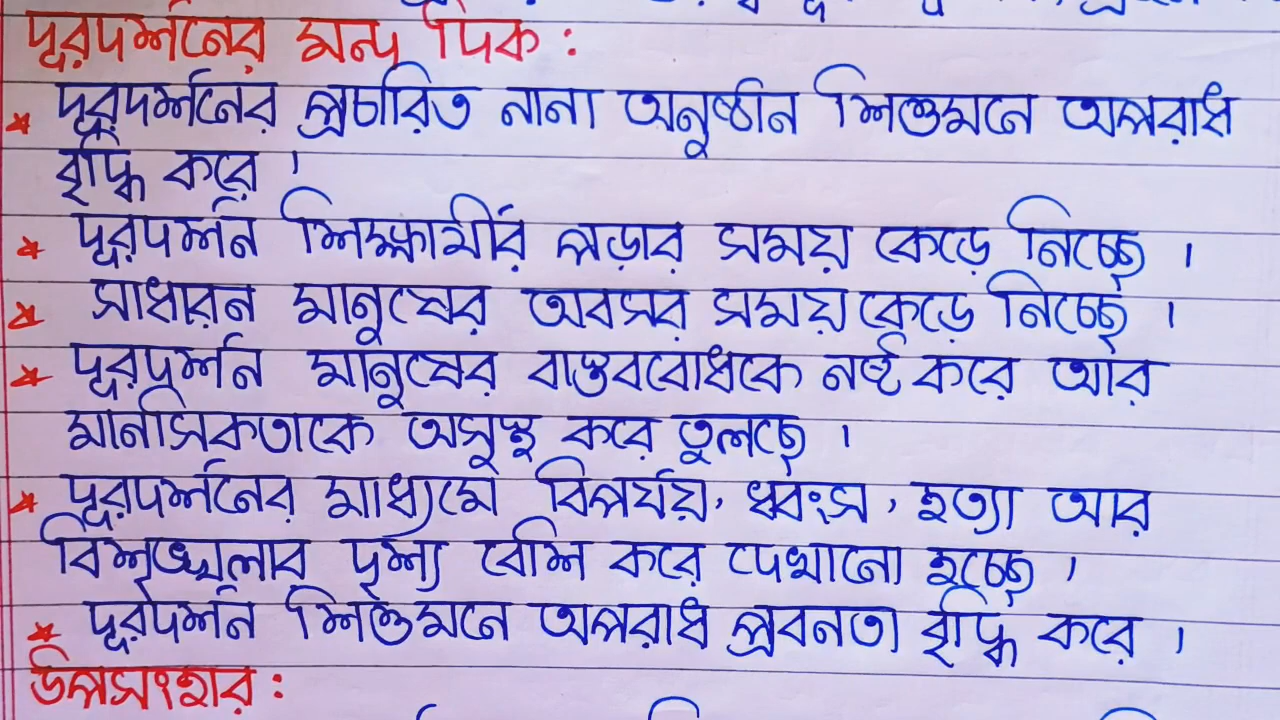 দূরদর্শনের মন্দ দিক :
* দূরদর্শনের প্রচারিত নানা অনুষ্ঠান শিশুমনে অপরাধ
বৃদ্ধি করে ।
* দূরদর্শন শিক্ষার্থীর পড়ার সময় কেড়ে নিচ্ছে ।
* সাধারন মানুষের অবসর সময় কেড়ে নিচ্ছে ।
* দূরদর্শন মানুষের বাস্তববোধকে নষ্ট করে আর
মানসিকতাকে অসুস্থ করে তুলছে ।
* দূরদর্শনের মাধ্যমে বিপর্যয়, ধ্বংস, হত্যা আর
বিশৃঙ্খলার দৃশ্য বেশি করে দেখানো হচ্ছে ।
* দূরদর্শন শিশুমনে অপরাধ প্রবনতা বৃদ্ধি করে ।
উপসংহার :